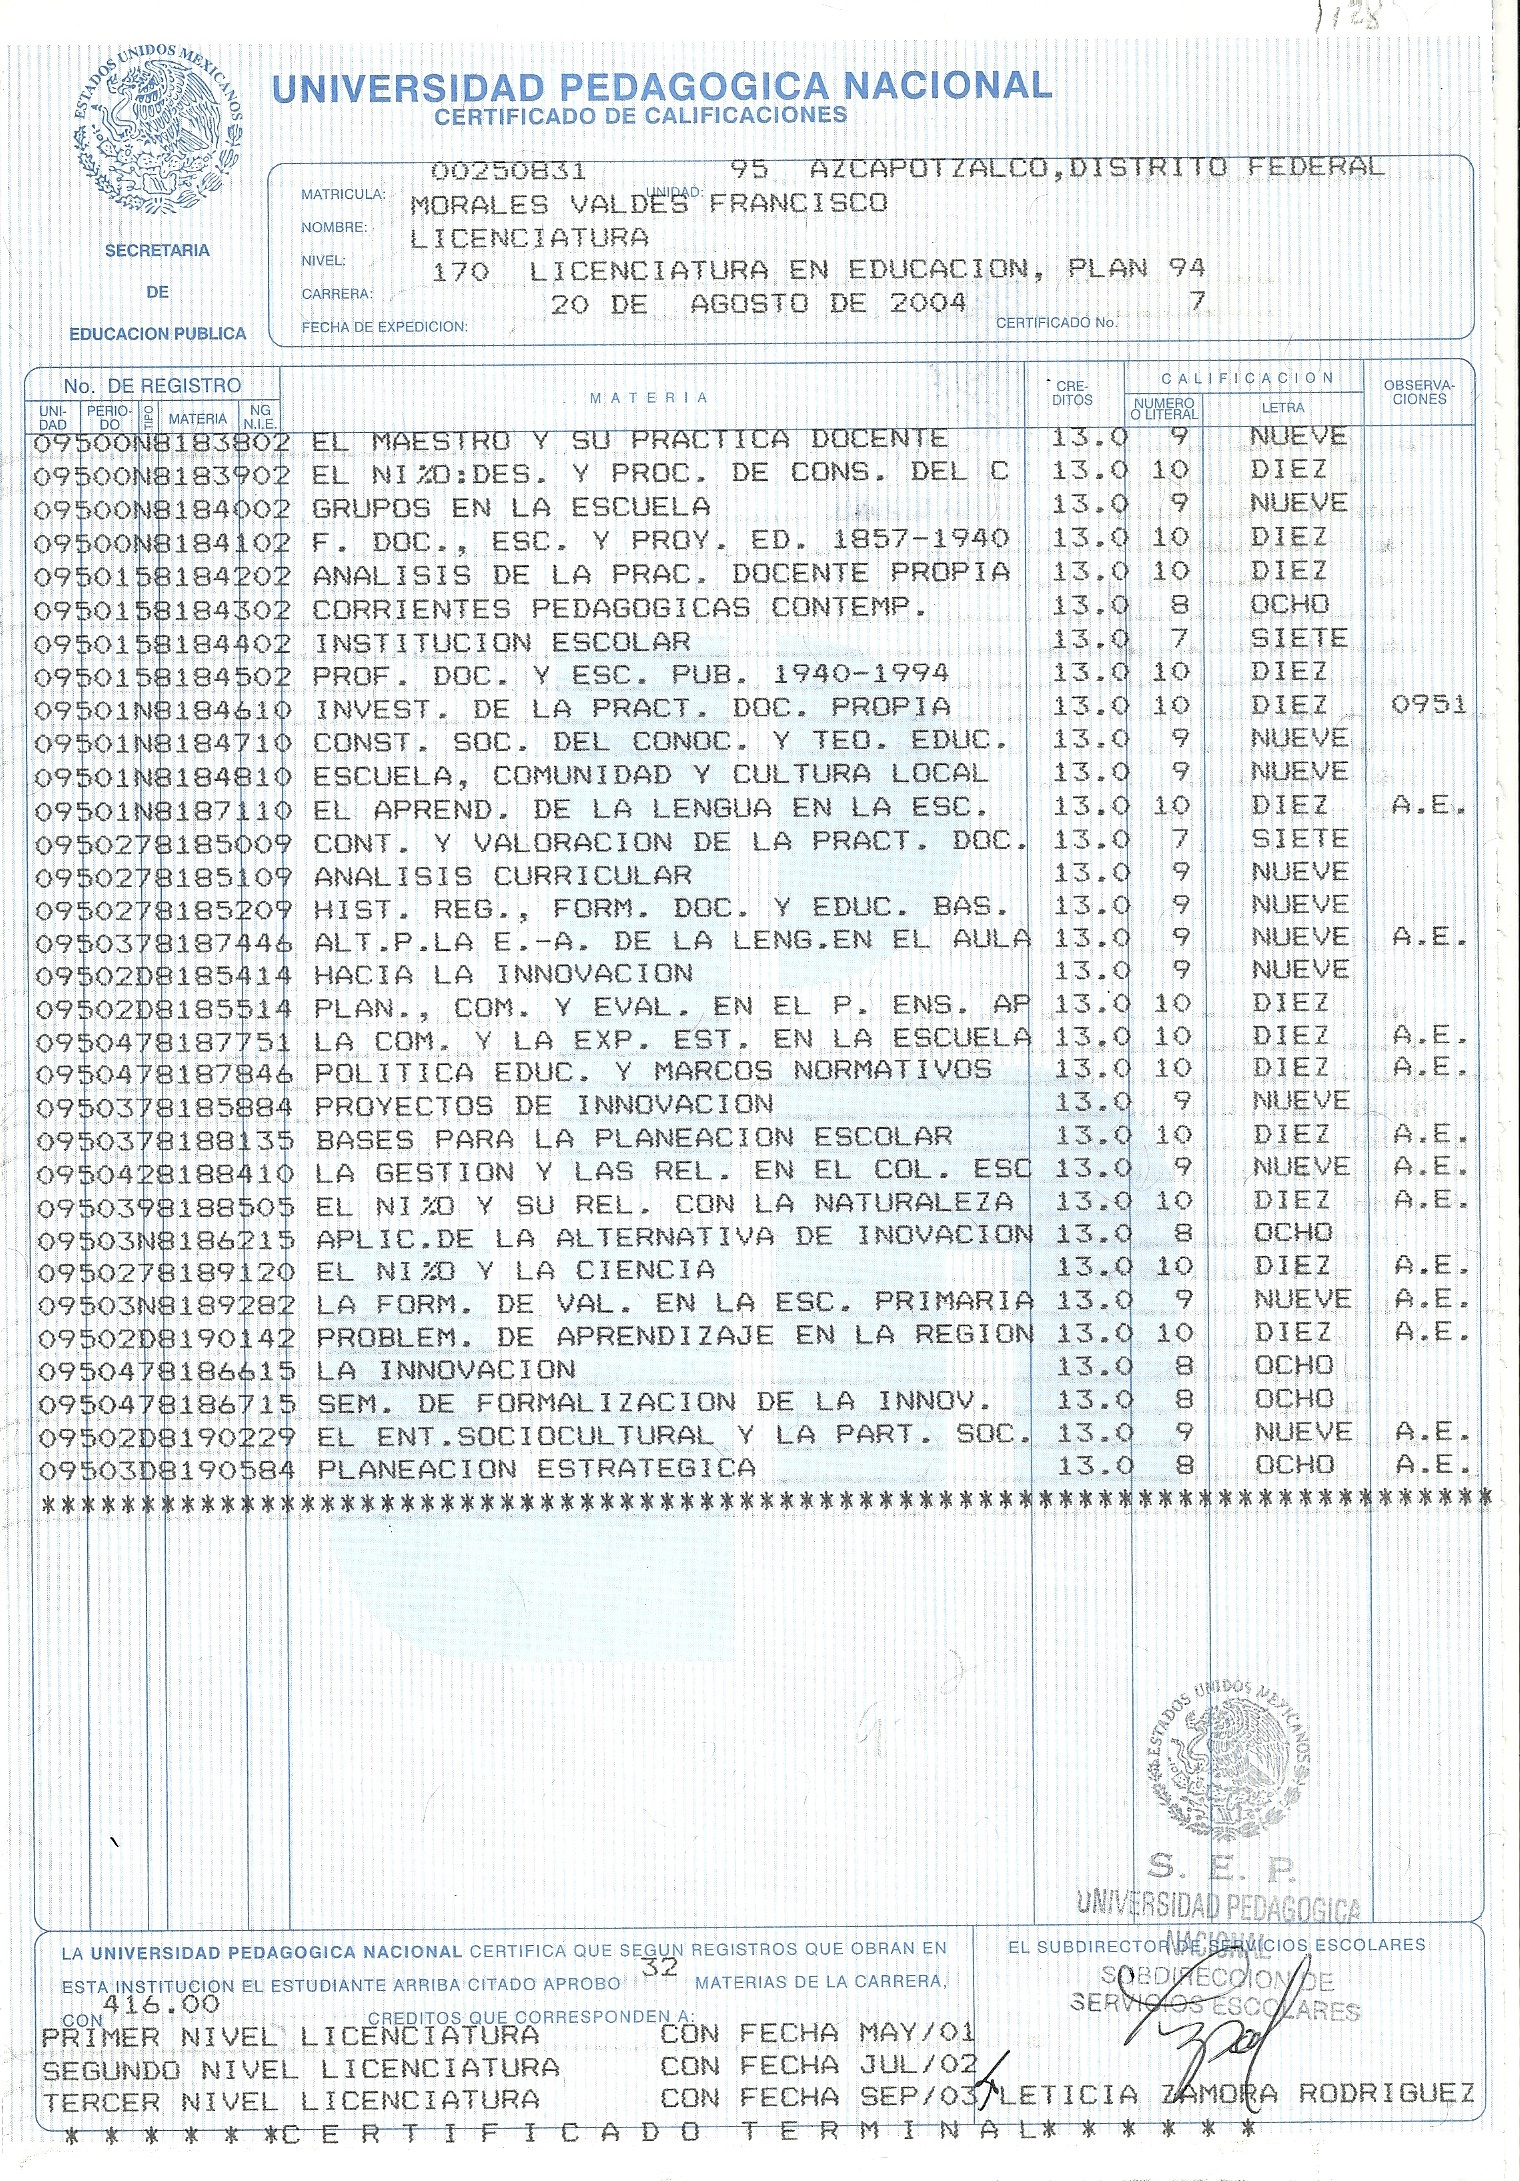 1128
ESTADOS UNIDOS MEXICANOS
UNIVERSIDAD PEDAGOGICA NACIONAL
CERTIFICADO DE CALIFICACIONES
SECRETARIA
DE
EDUCACION PUBLICA
MATRICULA: 00250831 UNIDAD: 95 AZCAPOTZALCO,DISTRITO FEDERAL
NOMBRE: MORALES VALDES FRANCISCO
NIVEL: LICENCIATURA
CARRERA: 170 LICENCIATURA EN EDUCACION, PLAN 94
FECHA DE EXPEDICION: 20 DE AGOSTO DE 2004 CERTIFICADO No. 7
No. DE REGISTRO MATERIA CRE-DITOS CALIFICACION OBSERVA-CIONES
UNI-DAD PERIO-DO TIPO MATERIA NG N.I.E. NUMERO O LITERAL LETRA
09500N8183802 EL MAESTRO Y SU PRACTICA DOCENTE 13.0 9 NUEVE
09500N8183902 EL NI%O:DES. Y PROC. DE CONS. DEL C 13.0 10 DIEZ
09500N8184002 GRUPOS EN LA ESCUELA 13.0 9 NUEVE
09500N8184102 F. DOC., ESC. Y PROY. ED. 1857-1940 13.0 10 DIEZ
0950158184202 ANALISIS DE LA PRAC. DOCENTE PROPIA 13.0 10 DIEZ
0950158184302 CORRIENTES PEDAGOGICAS CONTEMP. 13.0 8 OCHO
0950158184402 INSTITUCION ESCOLAR 13.0 7 SIETE
0950158184502 PROF. DOC. Y ESC. PUB. 1940-1994 13.0 10 DIEZ
09501N8184610 INVEST. DE LA PRACT. DOC. PROPIA 13.0 10 DIEZ 0951
09501N8184710 CONST. SOC. DEL CONOC. Y TEO. EDUC. 13.0 9 NUEVE
09501N8184810 ESCUELA, COMUNIDAD Y CULTURA LOCAL 13.0 9 NUEVE
09501N8187110 EL APREND. DE LA LENGUA EN LA ESC. 13.0 10 DIEZ A.E.
0950278185009 CONT. Y VALORACION DE LA PRACT. DOC. 13.0 7 SIETE
0950278185109 ANALISIS CURRICULAR 13.0 9 NUEVE
0950278185209 HIST. REG., FORM. DOC. Y EDUC. BAS. 13.0 9 NUEVE
0950378187446 ALT.P.LA E.-A. DE LA LENG.EN EL AULA 13.0 9 NUEVE A.E.
09502D8185414 HACIA LA INNOVACION 13.0 9 NUEVE
09502D8185514 PLAN., COM. Y EVAL. EN EL P. ENS. AP 13.0 10 DIEZ
0950478187751 LA COM. Y LA EXP. EST. EN LA ESCUELA 13.0 10 DIEZ A.E.
0950478187846 POLITICA EDUC. Y MARCOS NORMATIVOS 13.0 10 DIEZ A.E.
0950378185884 PROYECTOS DE INNOVACION 13.0 9 NUEVE
0950378188135 BASES PARA LA PLANEACION ESCOLAR 13.0 10 DIEZ A.E.
0950428188410 LA GESTION Y LAS REL. EN EL COL. ESC 13.0 9 NUEVE A.E.
0950398188505 EL NI%O Y SU REL. CON LA NATURALEZA 13.0 10 DIEZ A.E.
09503N8186215 APLIC.DE LA ALTERNATIVA DE INOVACION 13.0 8 OCHO
0950278189120 EL NI%O Y LA CIENCIA 13.0 10 DIEZ A.E.
09503N8189282 LA FORM. DE VAL. EN LA ESC. PRIMARIA 13.0 9 NUEVE A.E.
09502D8190142 PROBLEM. DE APRENDIZAJE EN LA REGION 13.0 10 DIEZ A.E.
0950478186615 LA INNOVACION 13.0 8 OCHO
0950478186715 SEM. DE FORMALIZACION DE LA INNOV. 13.0 8 OCHO
09502D8190229 EL ENT.SOCIOCULTURAL Y LA PART. SOC. 13.0 9 NUEVE A.E.
09503D8190584 PLANEACION ESTRATEGICA 13.0 8 OCHO A.E.
*************************************************************************
ESTADOS UNIDOS MEXICANOS
S. E. P.
UNIVERSIDAD PEDAGOGICA
NACIONAL
SUBDIRECCION DE
SERVICIOS ESCOLARES
LA UNIVERSIDAD PEDAGOGICA NACIONAL CERTIFICA QUE SEGUN REGISTROS QUE OBRAN EN
ESTA INSTITUCION EL ESTUDIANTE ARRIBA CITADO APROBO 32 MATERIAS DE LA CARRERA,
CON 416.00 CREDITOS QUE CORRESPONDEN A:
PRIMER NIVEL LICENCIATURA CON FECHA MAY/01
SEGUNDO NIVEL LICENCIATURA CON FECHA JUL/02
TERCER NIVEL LICENCIATURA CON FECHA SEP/03
EL SUBDIRECTOR DE SERVICIOS ESCOLARES
LETICIA ZAMORA RODRIGUEZ
* * * * * *C E R T I F I C A D O T E R M I N A L* * * * * *